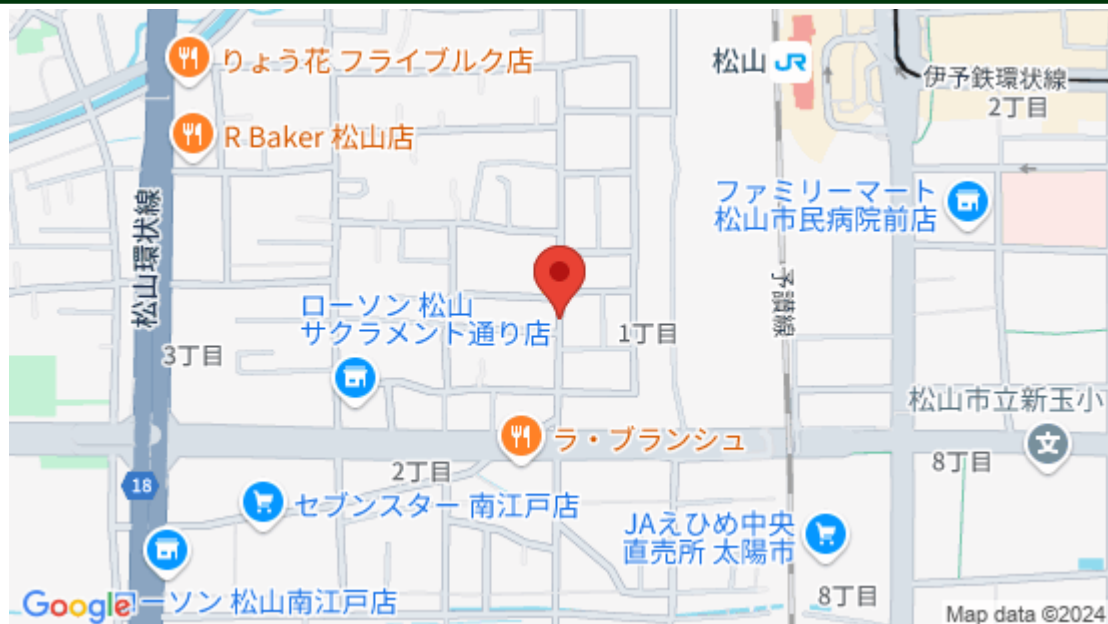 りょう花 フライブルク店
松山 JR
伊予鉄環状線
2丁目
R Baker 松山店
ファミリーマート
松山市民病院前店
松山環状線
予讃線
ローソン 松山
サクラメント通り店
1丁目
3丁目
松山市立新玉小
ラ・ブランシュ
2丁目
8丁目
18
セブンスター 南江戸店
JAえひめ中央
直売所 太陽市
文
ローソン 松山南江戸店
8丁目
Google
Map data ©2024